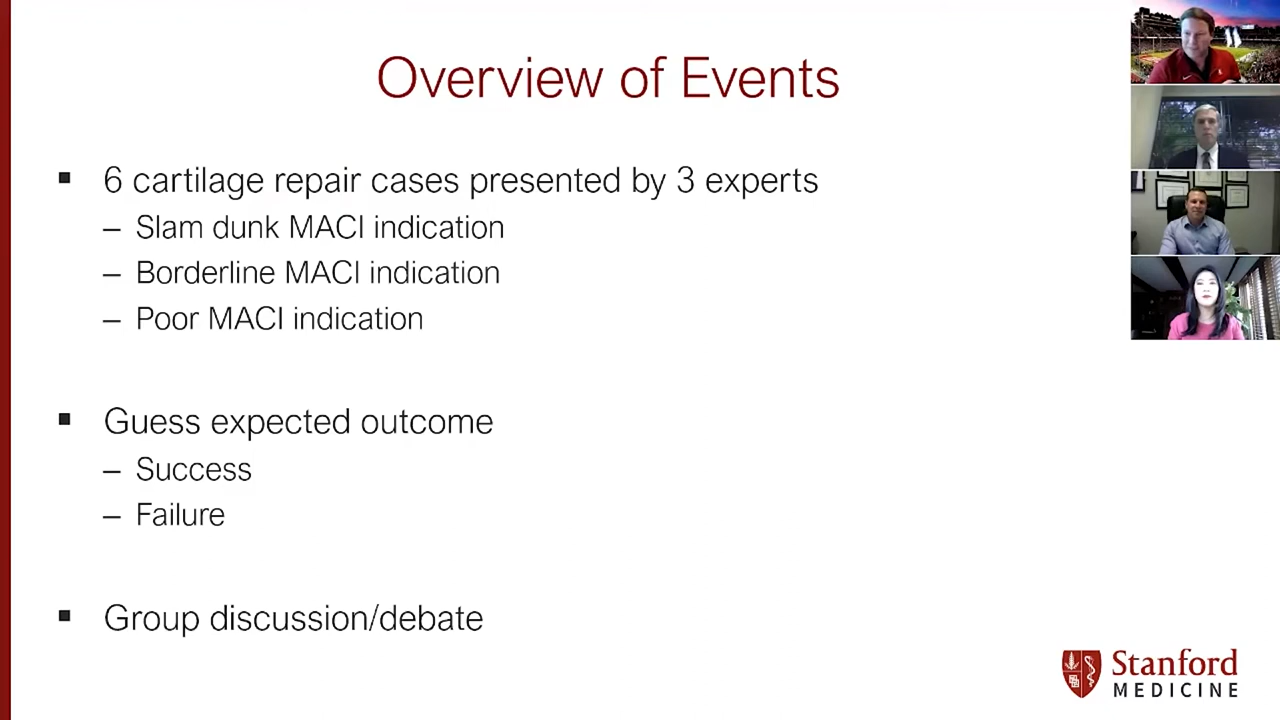 Overview of Events
▪ 6 cartilage repair cases presented by 3 experts
– Slam dunk MACI indication
– Borderline MACI indication
– Poor MACI indication
▪ Guess expected outcome
– Success
– Failure
▪ Group discussion/debate
Stanford
MEDICINE